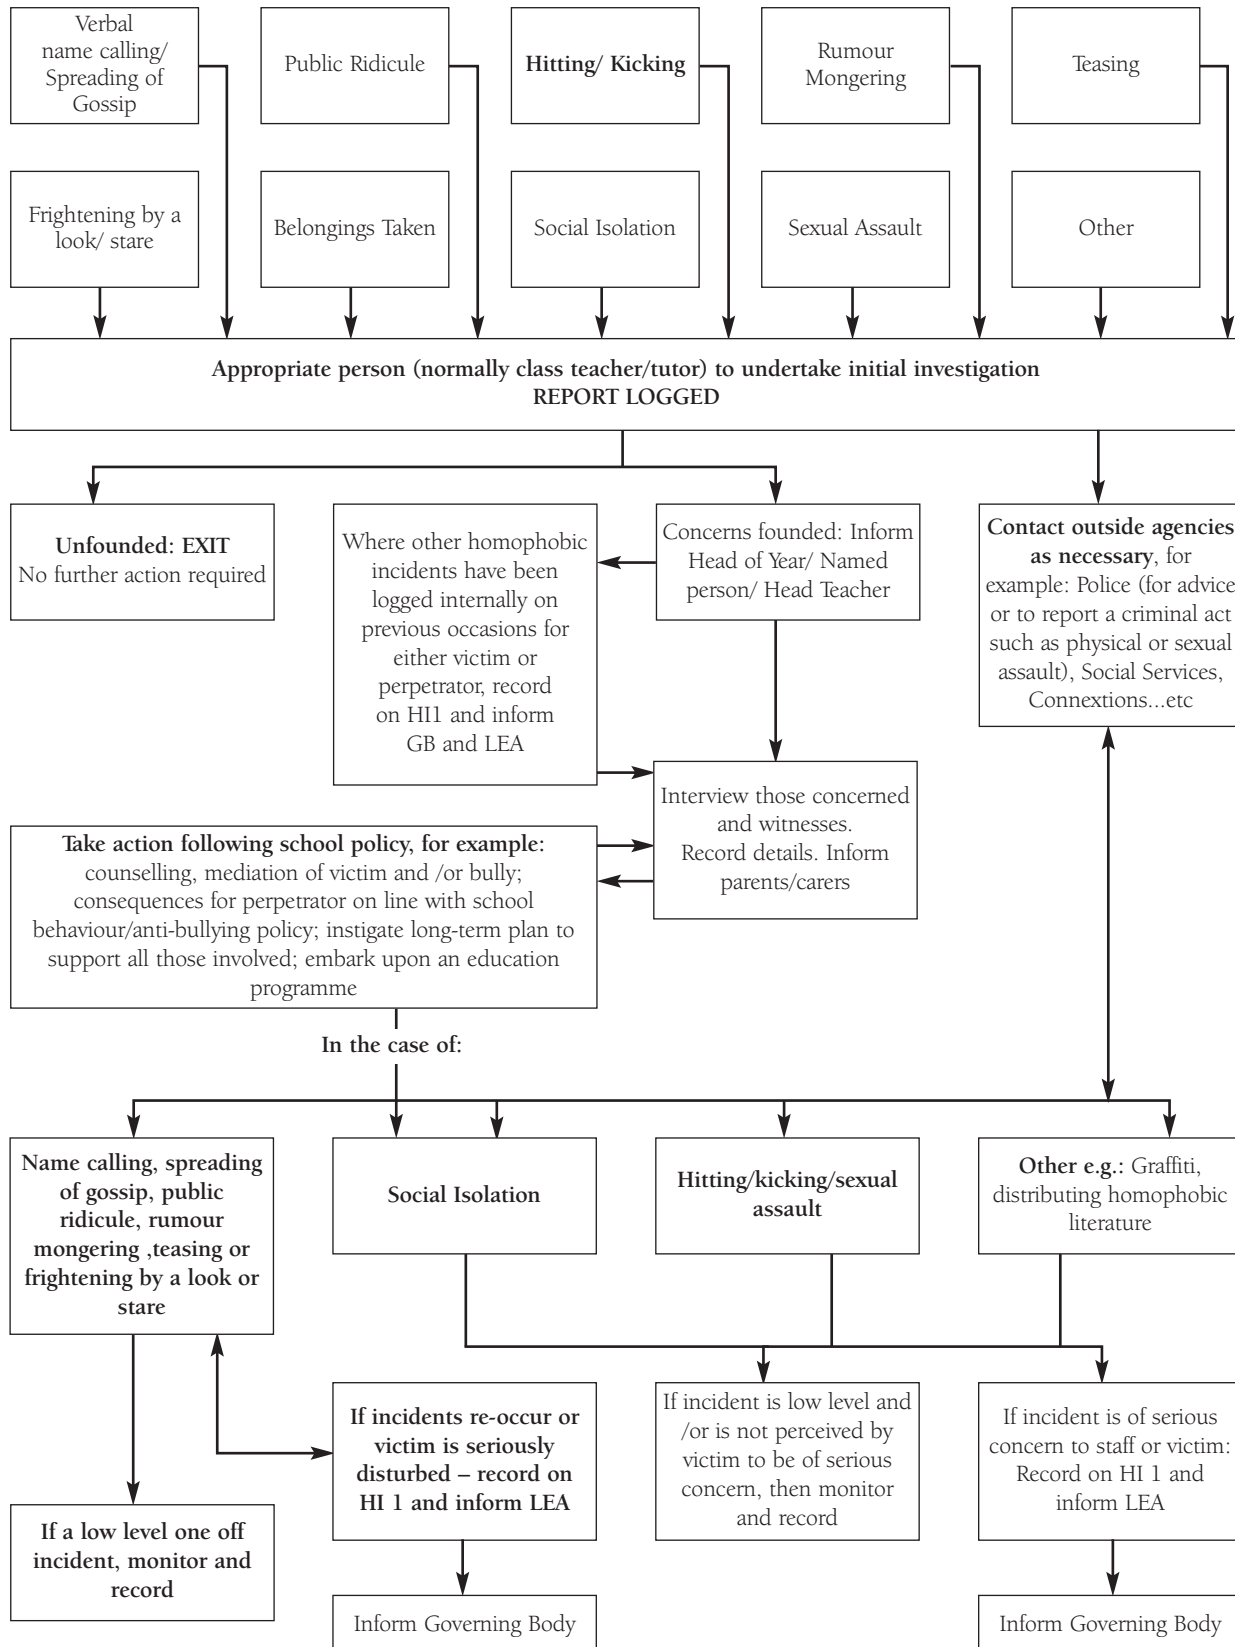 Verbal
name calling/
Spreading of
Gossip
Public Ridicule
Hitting/ Kicking
Rumour
Mongering
Teasing
Frightening by a
look/ stare
Belongings Taken
Social Isolation
Sexual Assault
Other
Appropriate person (normally class teacher/tutor) to undertake initial investigation
REPORT LOGGED
Unfounded: EXIT
No further action required
Where other homophobic
incidents have been
logged internally on
previous occasions for
either victim or
perpetrator, record
on HI1 and inform
GB and LEA
Concerns founded: Inform
Head of Year/ Named
person/ Head Teacher
Contact outside agencies
as necessary, for
example: Police (for advice
or to report a criminal act
such as physical or sexual
assault), Social Services,
Connextions...etc
Interview those concerned
and witnesses.
Record details. Inform
parents/carers
Take action following school policy, for example:
counselling, mediation of victim and /or bully;
consequences for perpetrator on line with school
behaviour/anti-bullying policy; instigate long-term plan to
support all those involved; embark upon an education
programme
In the case of:
Name calling, spreading
of gossip, public
ridicule, rumour
mongering ,teasing or
frightening by a look or
stare
Social Isolation
Hitting/kicking/sexual
assault
Other e.g.: Graffiti,
distributing homophobic
literature
If incidents re-occur or
victim is seriously
disturbed – record on
HI 1 and inform LEA
If incident is low level and
/or is not perceived by
victim to be of serious
concern, then monitor
and record
If incident is of serious
concern to staff or victim:
Record on HI 1 and
inform LEA
If a low level one off
incident, monitor and
record
Inform Governing Body
Inform Governing Body